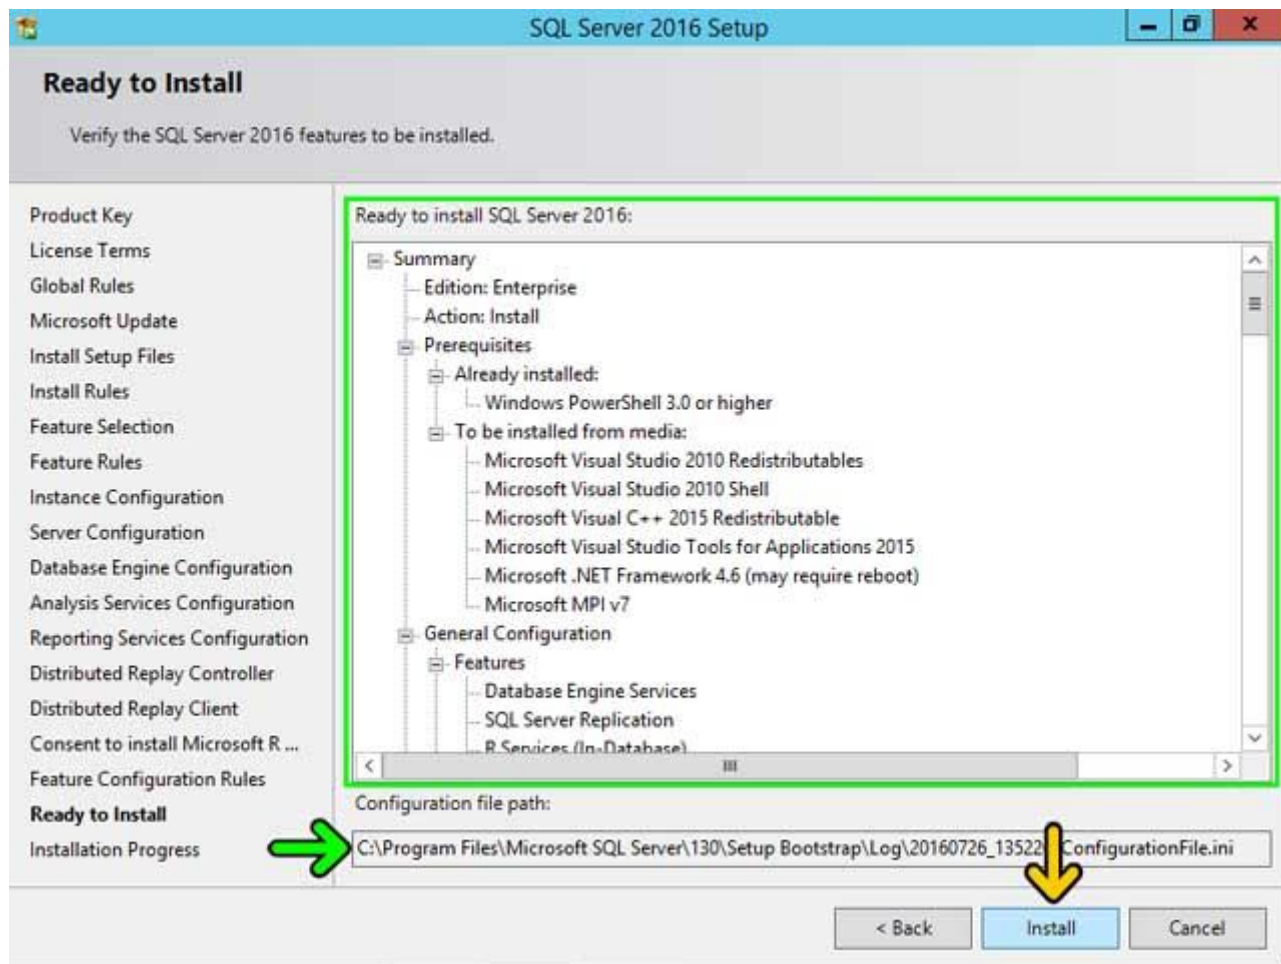 SQL Server 2016 Setup
Ready to Install
Verify the SQL Server 2016 features to be installed.
Product Key
License Terms
Global Rules
Microsoft Update
Install Setup Files
Install Rules
Feature Selection
Feature Rules
Instance Configuration
Server Configuration
Database Engine Configuration
Analysis Services Configuration
Reporting Services Configuration
Distributed Replay Controller
Distributed Replay Client
Consent to install Microsoft R ...
Feature Configuration Rules
Ready to Install
Installation Progress
Ready to install SQL Server 2016:
Summary
Edition: Enterprise
Action: Install
Prerequisites
Already installed:
Windows PowerShell 3.0 or higher
To be installed from media:
Microsoft Visual Studio 2010 Redistributables
Microsoft Visual Studio 2010 Shell
Microsoft Visual C++ 2015 Redistributable
Microsoft Visual Studio Tools for Applications 2015
Microsoft .NET Framework 4.6 (may require reboot)
Microsoft MPI v7
General Configuration
Features
Database Engine Services
SQL Server Replication
R Services (In-Database)
Configuration file path:
C:\Program Files\Microsoft SQL Server\130\Setup Bootstrap\Log\20160726_13522 ConfigurationFile.ini
< Back
Install
Cancel